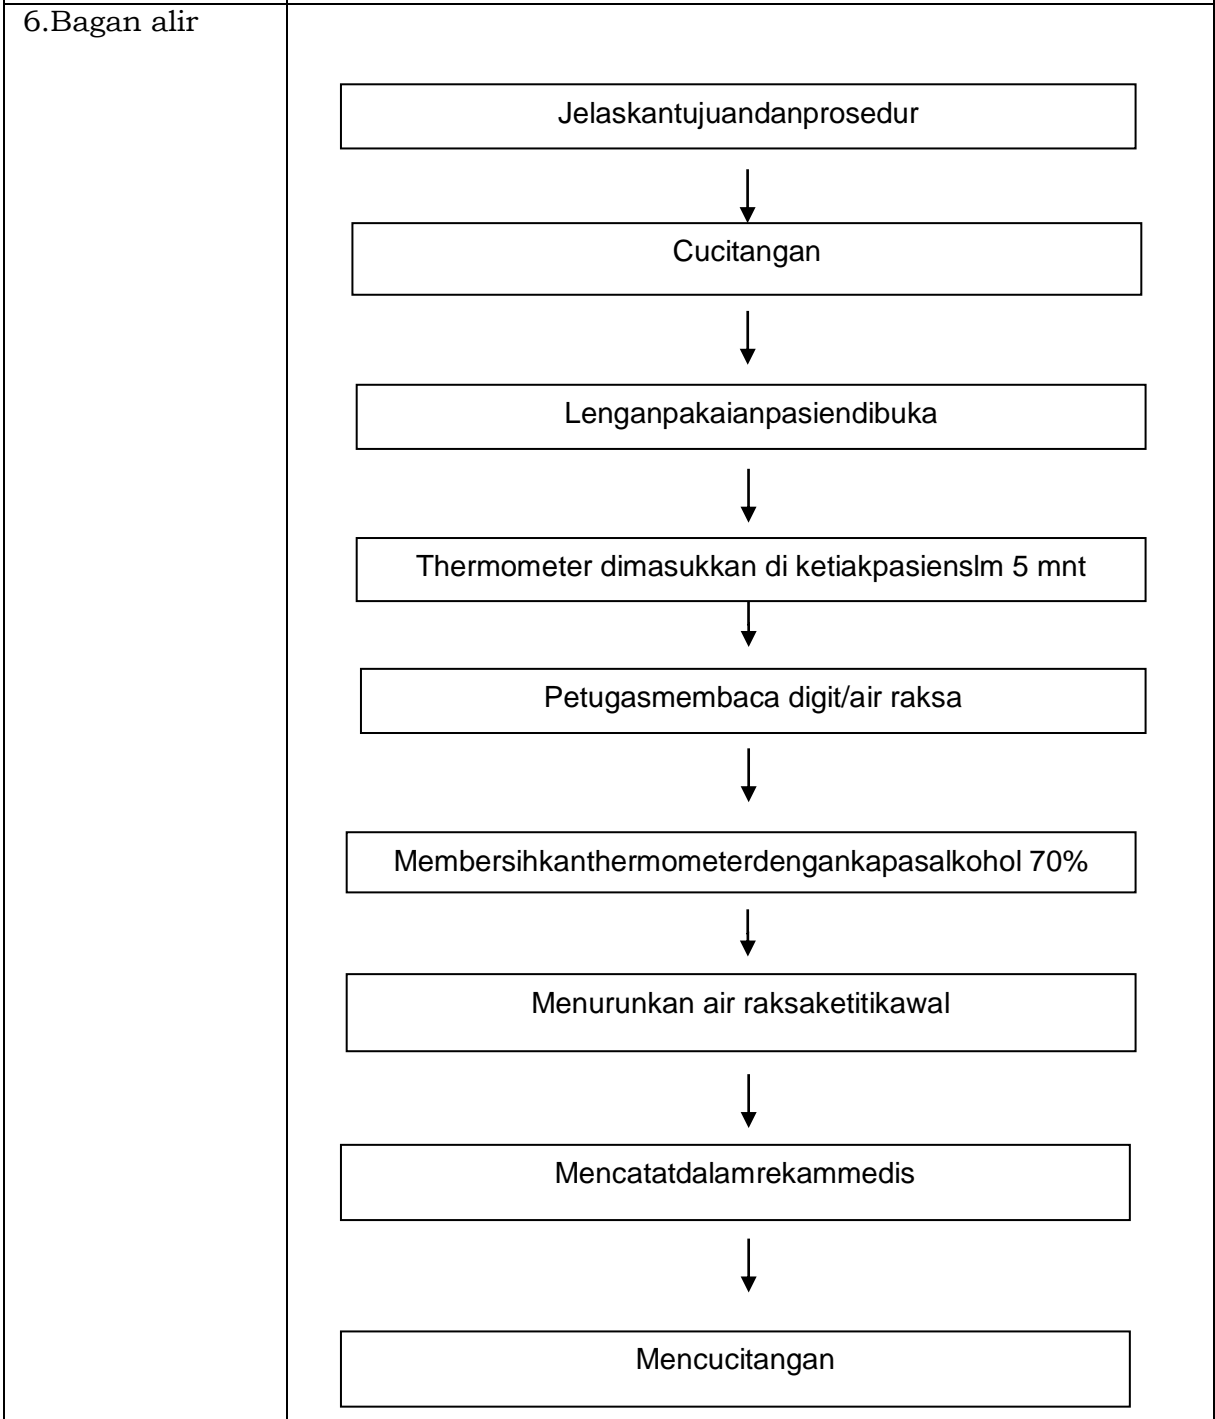 6.Bagan alir
Jelaskantujuandanprosedur
Cucitangan
Lenganpakaianpasiendibuka
Thermometer dimasukkan di ketiakpasienslm 5 mnt
Petugasmembaca digit/air raksa
Membersihkanthermometerdengankapasalkohol 70%
Menurunkan air raksaketitikawal
Mencatatdalamrekammedis
Mencucitangan